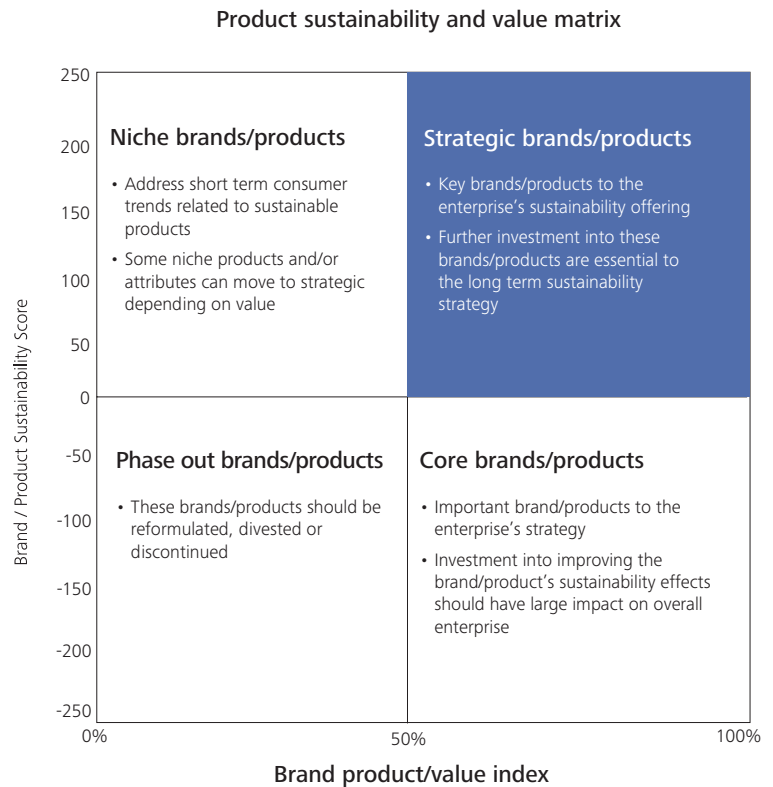 Product sustainability and value matrix
Brand / Product Sustainability Score
250
200
150
100
50
0
-50
-100
-150
-200
-250
Niche brands/products
• Address short term consumer
trends related to sustainable
products
• Some niche products and/or
attributes can move to strategic
depending on value
Strategic brands/products
• Key brands/products to the
enterprise's sustainability offering
• Further investment into these
brands/products are essential to
the long term sustainability
strategy
Phase out brands/products
• These brands/products should be
reformulated, divested or
discontinued
Core brands/products
• Important brand/products to the
enterprise's strategy
• Investment into improving the
brand/product's sustainability effects
should have large impact on overall
enterprise
0%
50%
100%
Brand product/value index